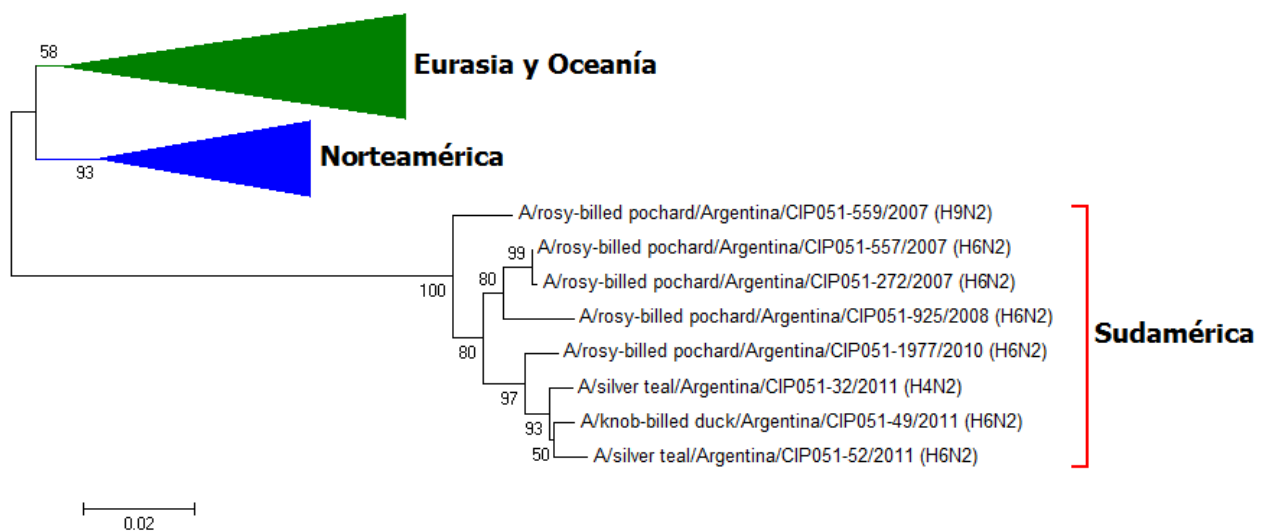 58
Eurasia y Oceanía
Norteamérica
93
A/rosy-billed pochard/Argentina/CIP051-559/2007 (H9N2)
A/rosy-billed pochard/Argentina/CIP051-557/2007 (H6N2)
99
A/rosy-billed pochard/Argentina/CIP051-272/2007 (H6N2)
80
100
A/rosy-billed pochard/Argentina/CIP051-925/2008 (H6N2)
Sudamérica
80
A/rosy-billed pochard/Argentina/CIP051-1977/2010 (H6N2)
A/silver teal/Argentina/CIP051-32/2011 (H4N2)
97
A/knob-billed duck/Argentina/CIP051-49/2011 (H6N2)
93
A/silver teal/Argentina/CIP051-52/2011 (H6N2)
50
0.02